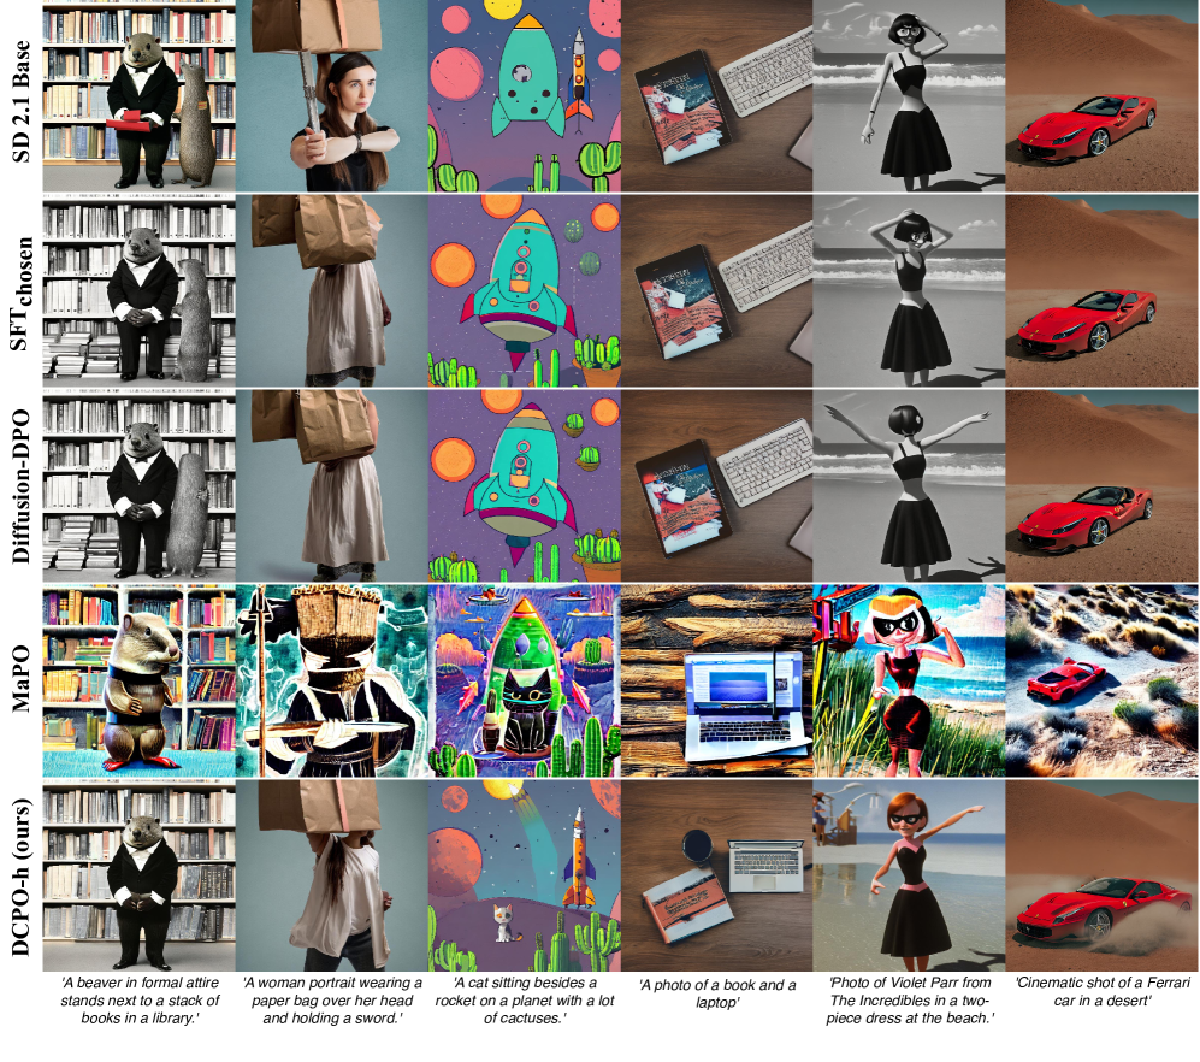 SD 2.1 Base
SFTchosen
Diffusion-DPO
MaPO
DCPO-h (ours)
'A beaver in formal attire
stands next to a stack of
books in a library.'
'A woman portrait wearing a
paper bag over her head
and holding a sword.'
'A cat sitting besides a
rocket on a planet with a lot
of cactuses.'
'A photo of a book and a
laptop'
'Photo of Violet Parr from
The Incredibles in a two-
piece dress at the beach.'
'Cinematic shot of a Ferrari
car in a desert'